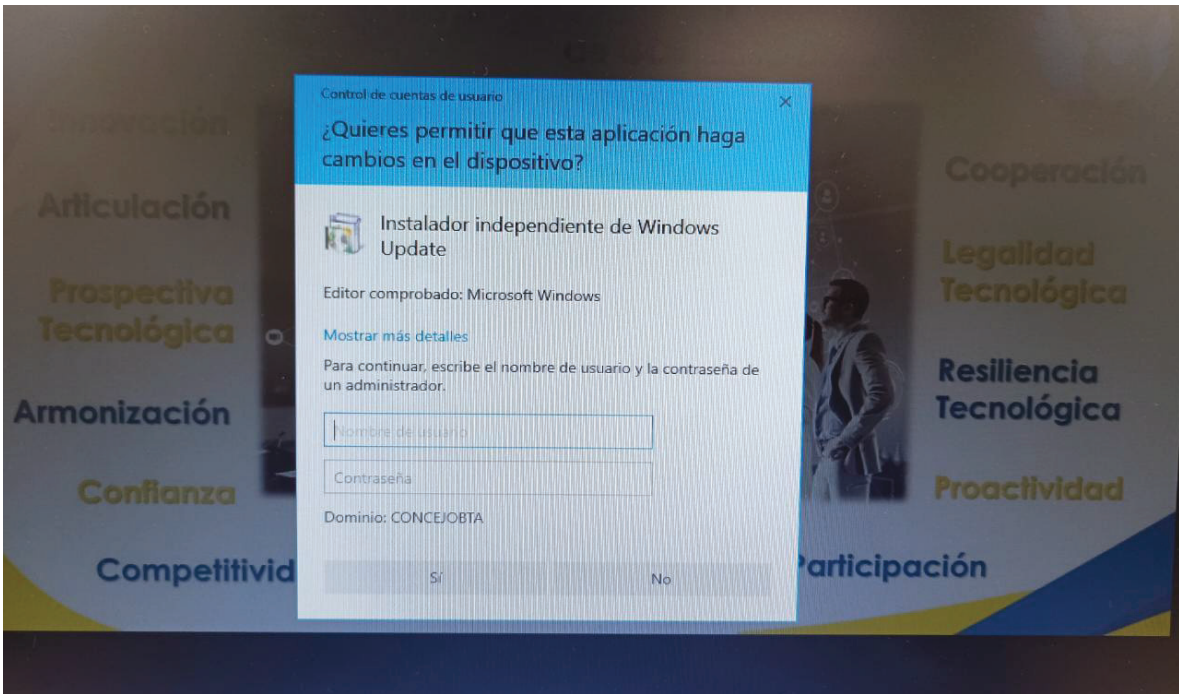 Innovación
Articulación
Prospectiva
Tecnológica
Armonización
Confianza
Competitivid
Control de cuentas de usuario
¿Quieres permitir que esta aplicación haga
cambios en el dispositivo?
Instalador independiente de Windows
Update
Editor comprobado: Microsoft Windows
Mostrar más detalles
Para continuar, escribe el nombre de usuario y la contraseña de
un administrador.
Nombre de usuario
Contraseña
Dominio: CONCEJOBTA
Sí
No
Cooperación
Legalidad
Tecnológica
Resiliencia
Tecnológica
Proactividad
Participación